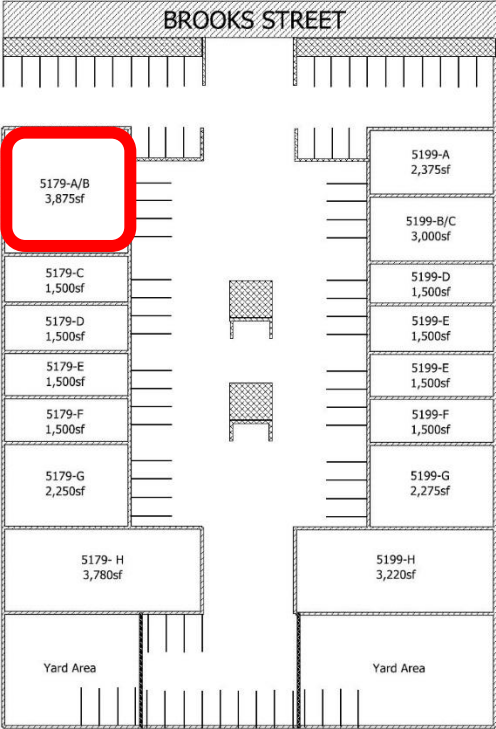 BROOKS STREET
5179-A/B
3,875sf
5179-C
1,500sf
5179-D
1,500sf
5179-E
1,500sf
5179-F
1,500sf
5179-G
2,250sf
5179- H
3,780sf
Yard Area
5199-A
2,375sf
5199-B/C
3,000sf
5199-D
1,500sf
5199-E
1,500sf
5199-E
1,500sf
5199-F
1,500sf
5199-G
2,275sf
5199-H
3,220sf
Yard Area